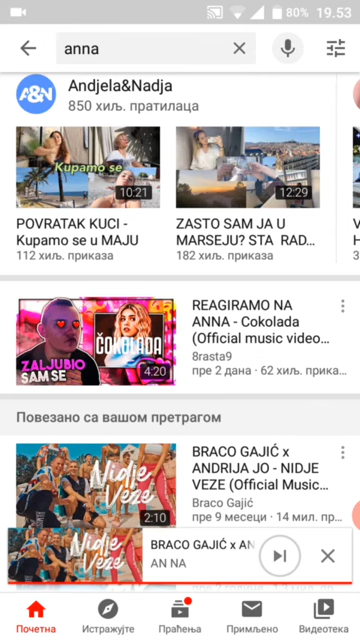 80% 19.53
anna
A&N
Andjela&Nadja
850 хиљ. пратилаца
Kupamo se
10:21
12:29
POVRATAK KUCI -
Kupamo se u MAJU
112 хиљ. приказа
ZASTO SAM JA U
MARSEJU? STA RAD...
182 хиљ. приказа
ZALJUBIO
SAM SE
ČOKOLADA
4:20
REAGIRAMO NA
ANNA - Cokolada
(Official music video...
8rasta9
пре 2 дана · 62 хиљ. прика...
Повезано са вашом претрагом
Nidje
Veze
2:10
BRACO GAJIĆ x
ANDRIJA JO - NIDJE
VEZE (Official Music...
Braco Gajić
пре 9 месеци · 14 мил. пр...
Nidje
Veze
BRACO GAJIĆ x AN
AN NA
Почетна
Истражујте
Праћења
Примљено
Видеотека